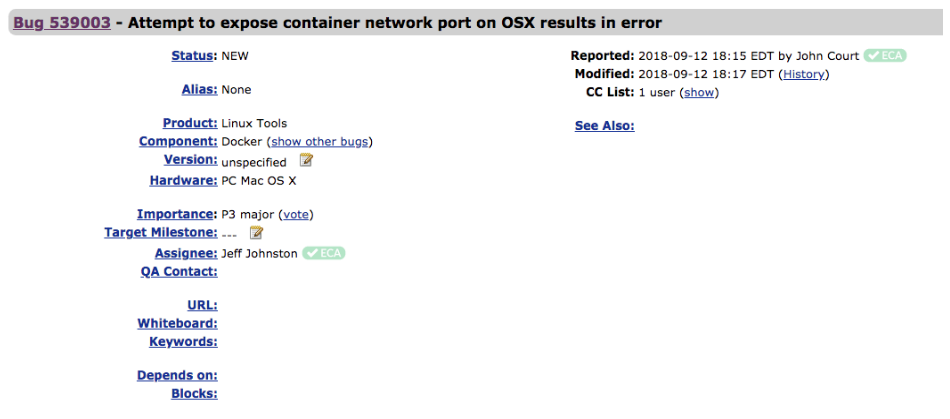 Bug 539003 - Attempt to expose container network port on OSX results in error
Status: NEW
Alias: None
Product: Linux Tools
Component: Docker (show other bugs)
Version: unspecified
Hardware: PC Mac OS X
Importance: P3 major (vote)
Target Milestone: ---
Assignee: Jeff Johnston ✓ ECA
QA Contact:
URL:
Whiteboard:
Keywords:
Depends on:
Blocks:
Reported: 2018-09-12 18:15 EDT by John Court ✓ ECA
Modified: 2018-09-12 18:17 EDT (History)
CC List: 1 user (show)
See Also: